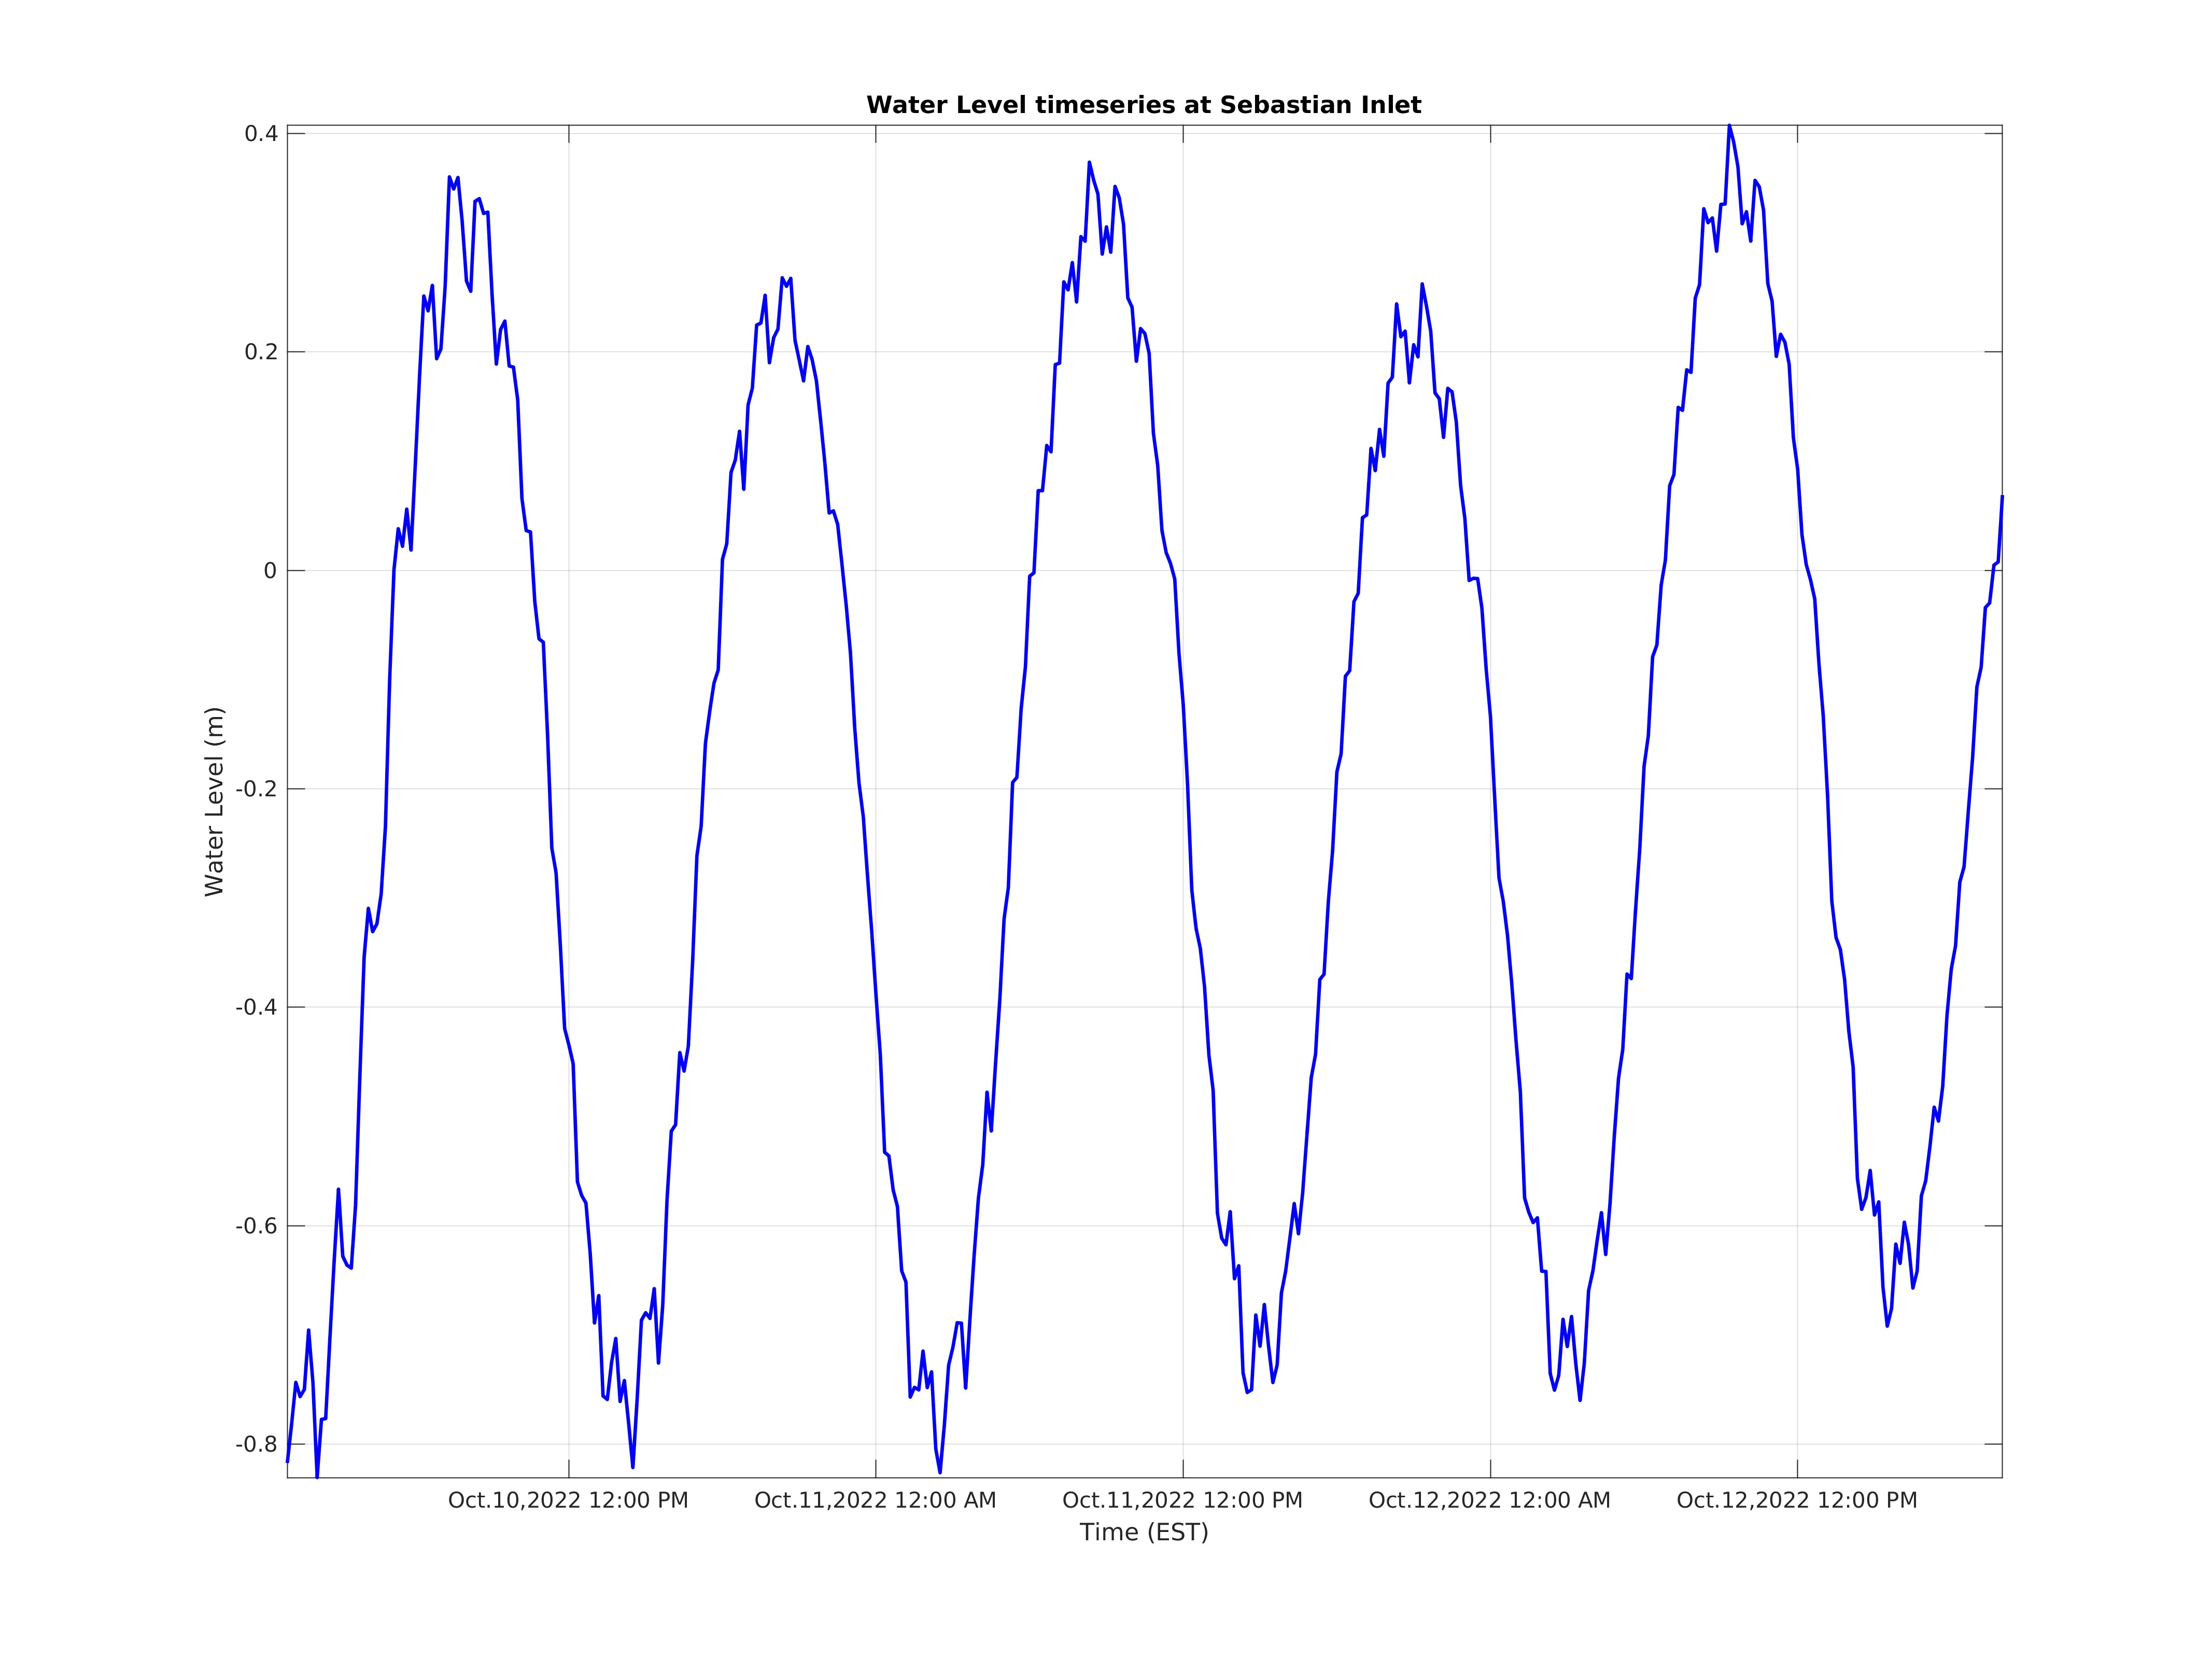 Water Level timeseries at Sebastian Inlet
0.4
0.2
0
-0.2
-0.4
-0.6
-0.8
Water Level (m)
Oct.10,2022 12:00 PM Oct.11,2022 12:00 AM Oct.11,2022 12:00 PM Oct.12,2022 12:00 AM Oct.12,2022 12:00 PM
Time (EST)